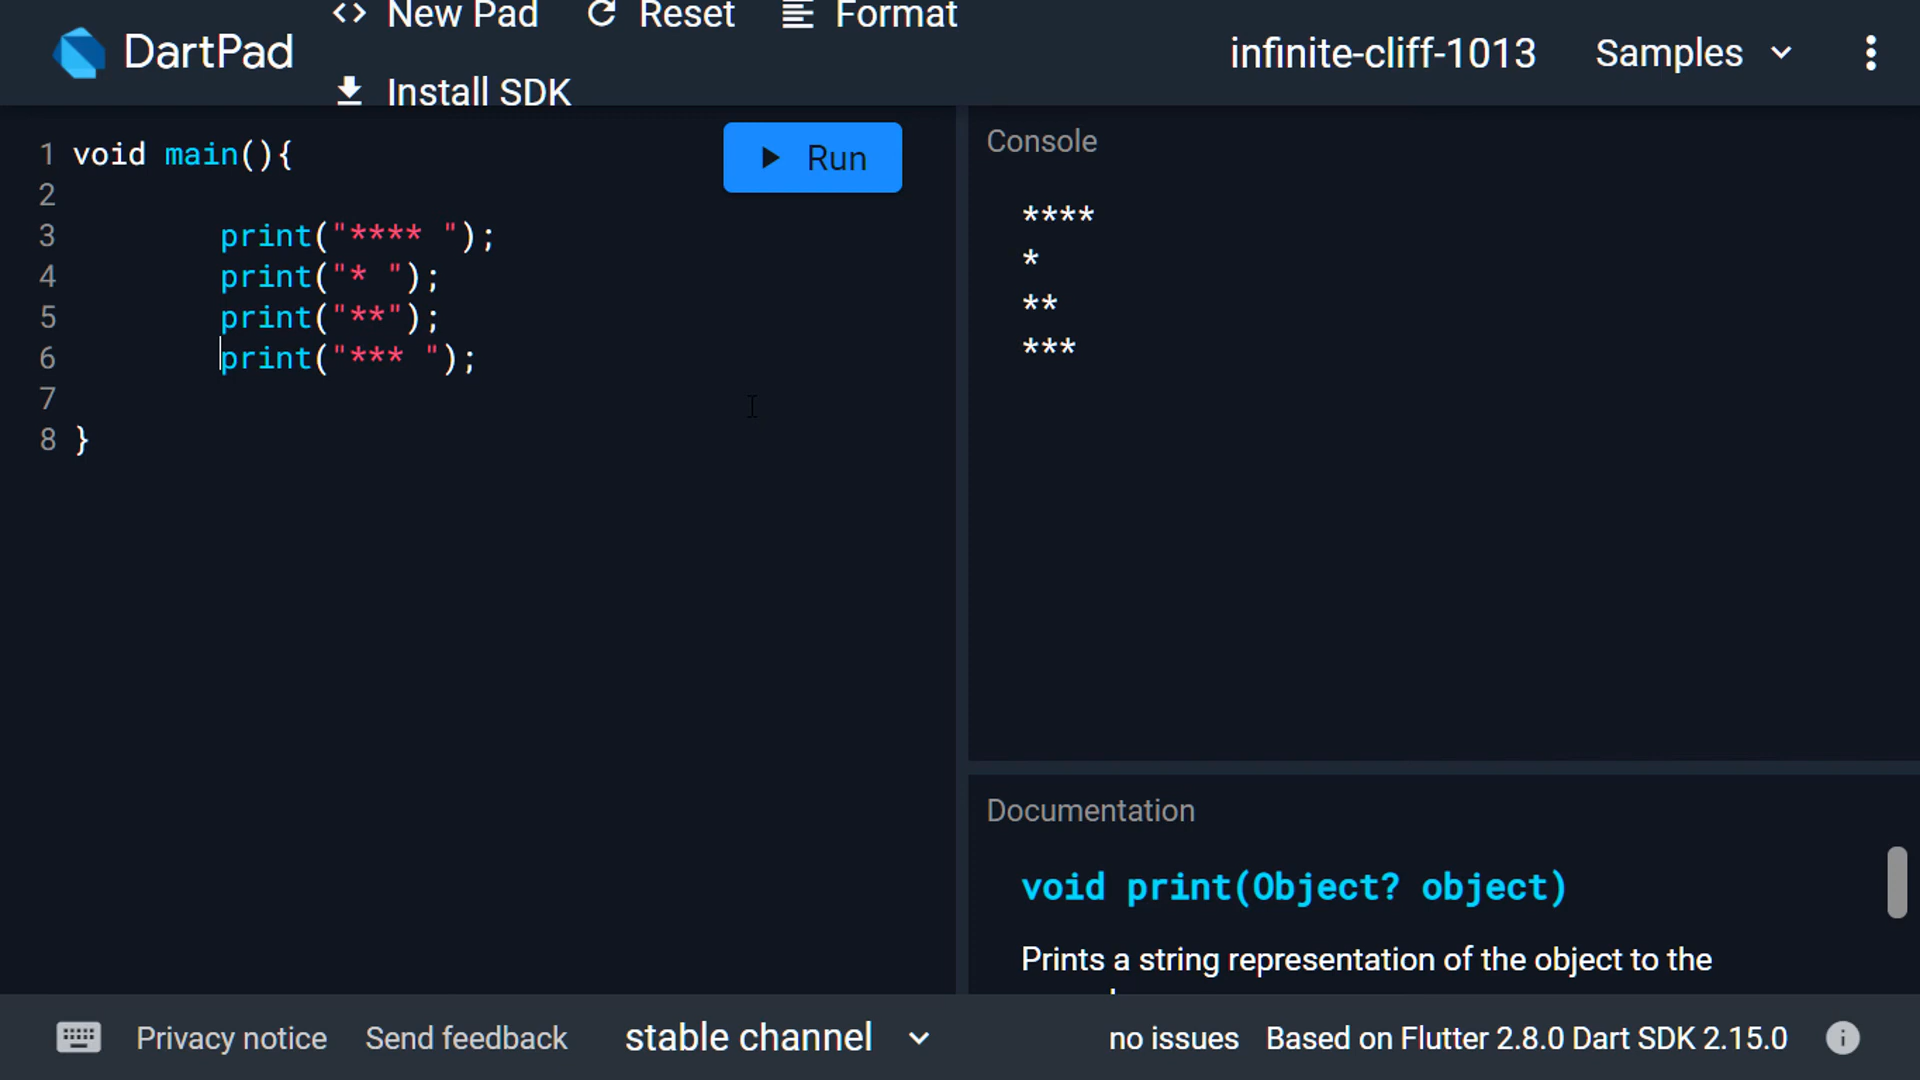 <> New Pad Reset Format
DartPad
infinite-cliff-1013 Samples
Install SDK
1 void main(){
Run
2
3 print("**** ");
4 print("* ");
5 print("**");
6 print("*** ");
7
8 }
Console
****
*
**
***
Documentation
void print(Object? object)
Prints a string representation of the object to the
Privacy notice Send feedback stable channel no issues Based on Flutter 2.8.0 Dart SDK 2.15.0